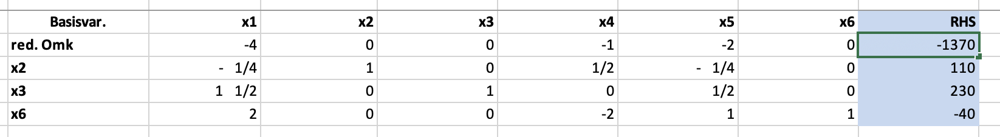 Basisvar. x1 x2 x3 x4 x5 x6 RHS
red. Omk -4 0 0 -1 -2 0 -1370
x2 - 1/4 1 0 1/2 - 1/4 0 110
x3 1 1/2 0 1 0 1/2 0 230
x6 2 0 0 -2 1 1 -40